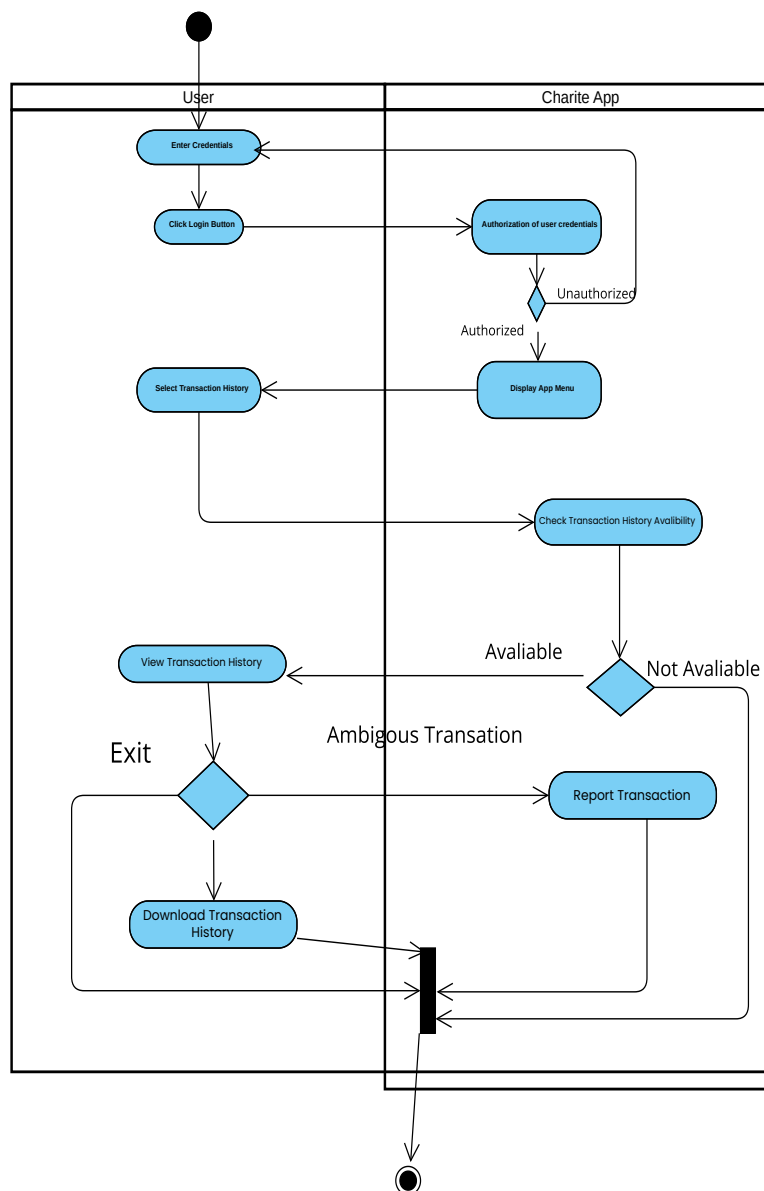 User
Charite App
Enter Credentials
Click Login Button
Authorization of user credentials
Unauthorized
Authorized
Select Transaction History
Display App Menu
Check Transaction History Avalibility
Avaliable
Not Avaliable
View Transaction History
Ambigous Transation
Exit
Report Transaction
Download Transaction
History